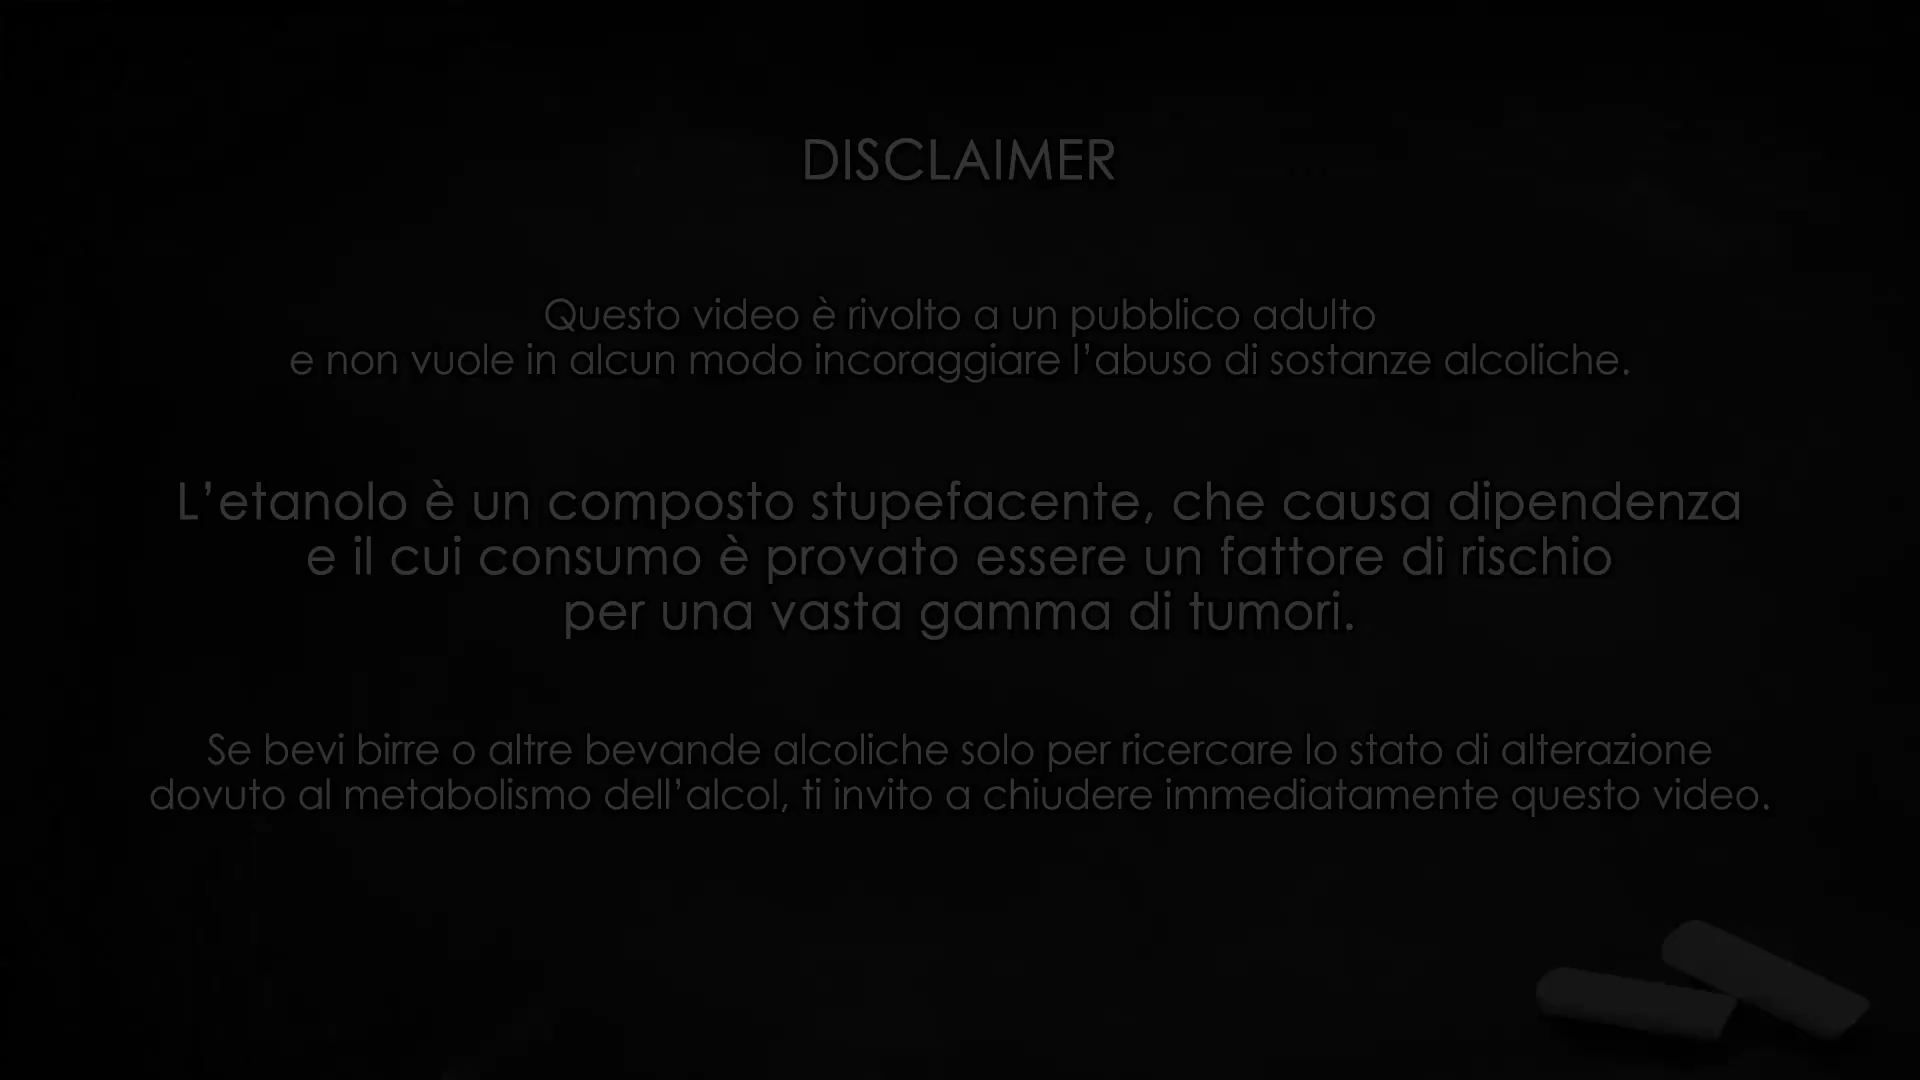 DISCLAIMER
Questo video è rivolto a un pubblico adulto
e non vuole in alcun modo incoraggiare l’abuso di sostanze alcoliche.
L’etanolo è un composto stupefacente, che causa dipendenza
e il cui consumo è provato essere un fattore di rischio
per una vasta gamma di tumori.
Se bevi birre o altre bevande alcoliche solo per ricercare lo stato di alterazione
dovuto al metabolismo dell’alcol, ti invito a chiudere immediatamente questo video.